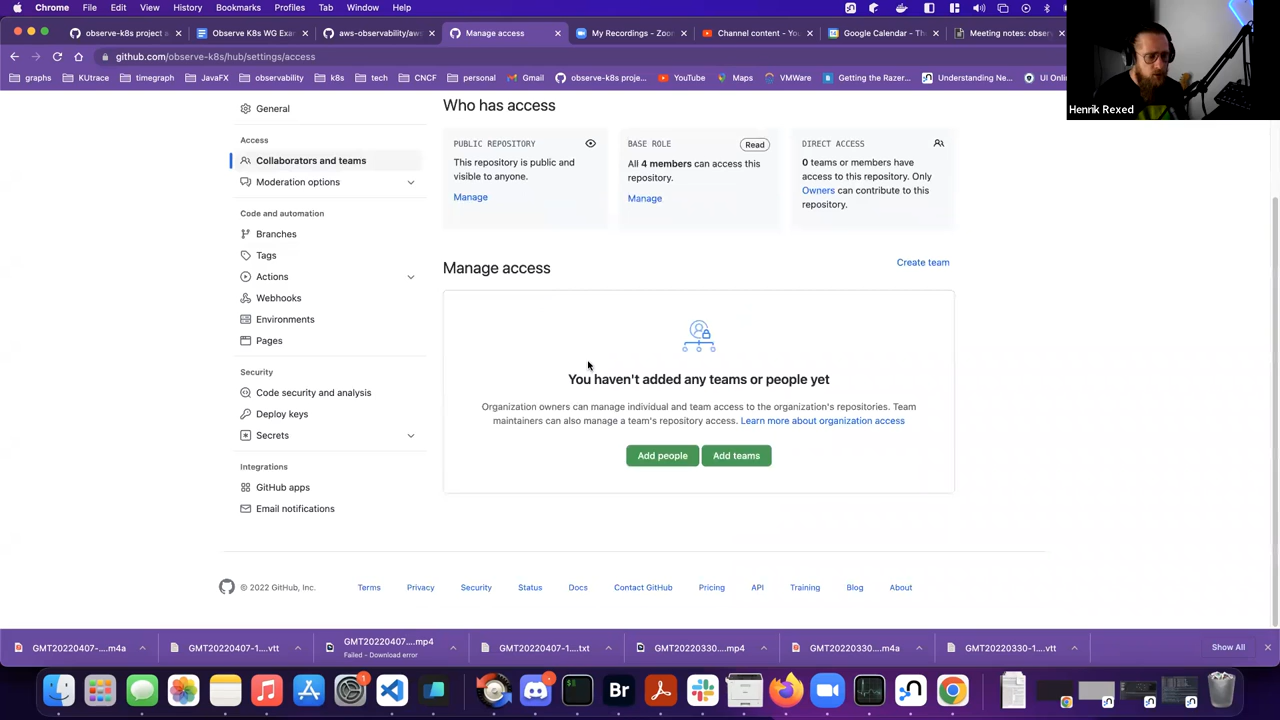 Chrome File Edit View History Bookmarks Profiles Tab Window Help
observe-k8s project a
Observe K8s WG Exan
aws-observability/aws
Manage access
My Recordings - Zoom
Channel content - You
Google Calendar - Th
Meeting notes: obser
github.com/observe-k8s/hub/settings/access
graphs KUtrace timegraph JavaFX observability k8s tech CNCF personal Gmail observe-k8s proje... YouTube Maps VMWare Getting the Razer... Understanding Ne... UI Onlin
Henrik Rexed
General
Access
Collaborators and teams
Moderation options
Code and automation
Branches
Tags
Actions
Webhooks
Environments
Pages
Security
Code security and analysis
Deploy keys
Secrets
Integrations
GitHub apps
Email notifications
Who has access
PUBLIC REPOSITORY
This repository is public and
visible to anyone.
Manage
BASE ROLE Read
All 4 members can access this
repository.
Manage
DIRECT ACCESS
0 teams or members have
access to this repository. Only
Owners can contribute to this
repository.
Manage access Create team
You haven't added any teams or people yet
Organization owners can manage individual and team access to the organization's repositories. Team
maintainers can also manage a team's repository access. Learn more about organization access
Add people Add teams
© 2022 GitHub, Inc. Terms Privacy Security Status Docs Contact GitHub Pricing API Training Blog About
GMT20220407-....m4a
GMT20220407-1....vtt
GMT20220407....mp4
Failed - Download error
GMT20220407-1....txt
GMT20220330....mp4
GMT20220330....m4a
GMT20220330-1....vtt
Show All
1
Br